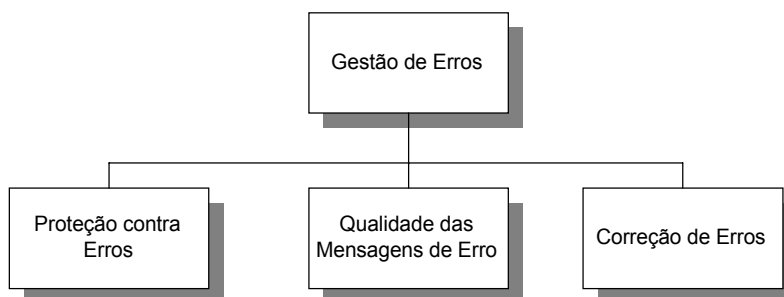 Gestão de Erros
Proteção contra
Erros
Qualidade das
Mensagens de Erro
Correção de Erros